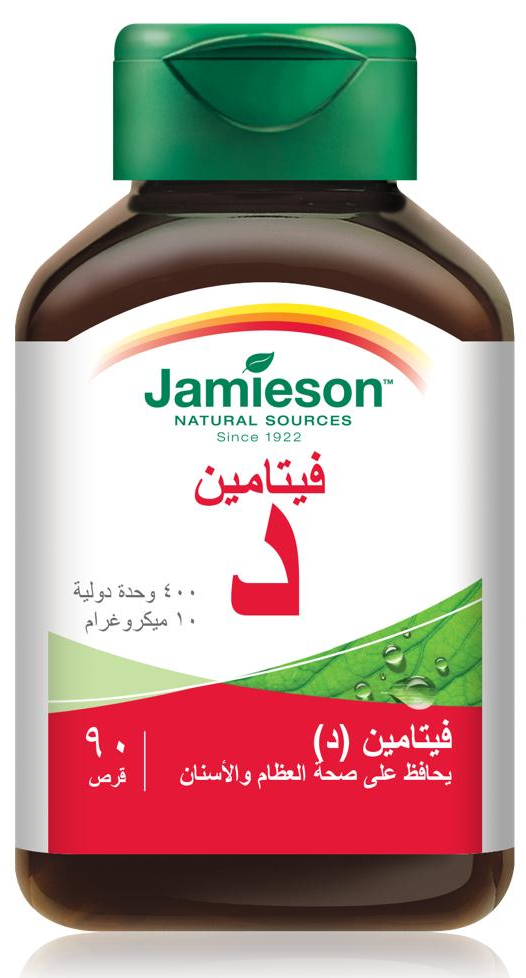 Jamieson™
NATURAL SOURCES
Since 1922
فيتامين
د
٤٠٠ وحدة دولية
١٠ ميكروغرام
فيتامين (د)
يحافظ على صحة العظام والأسنان
٩٠
قرص